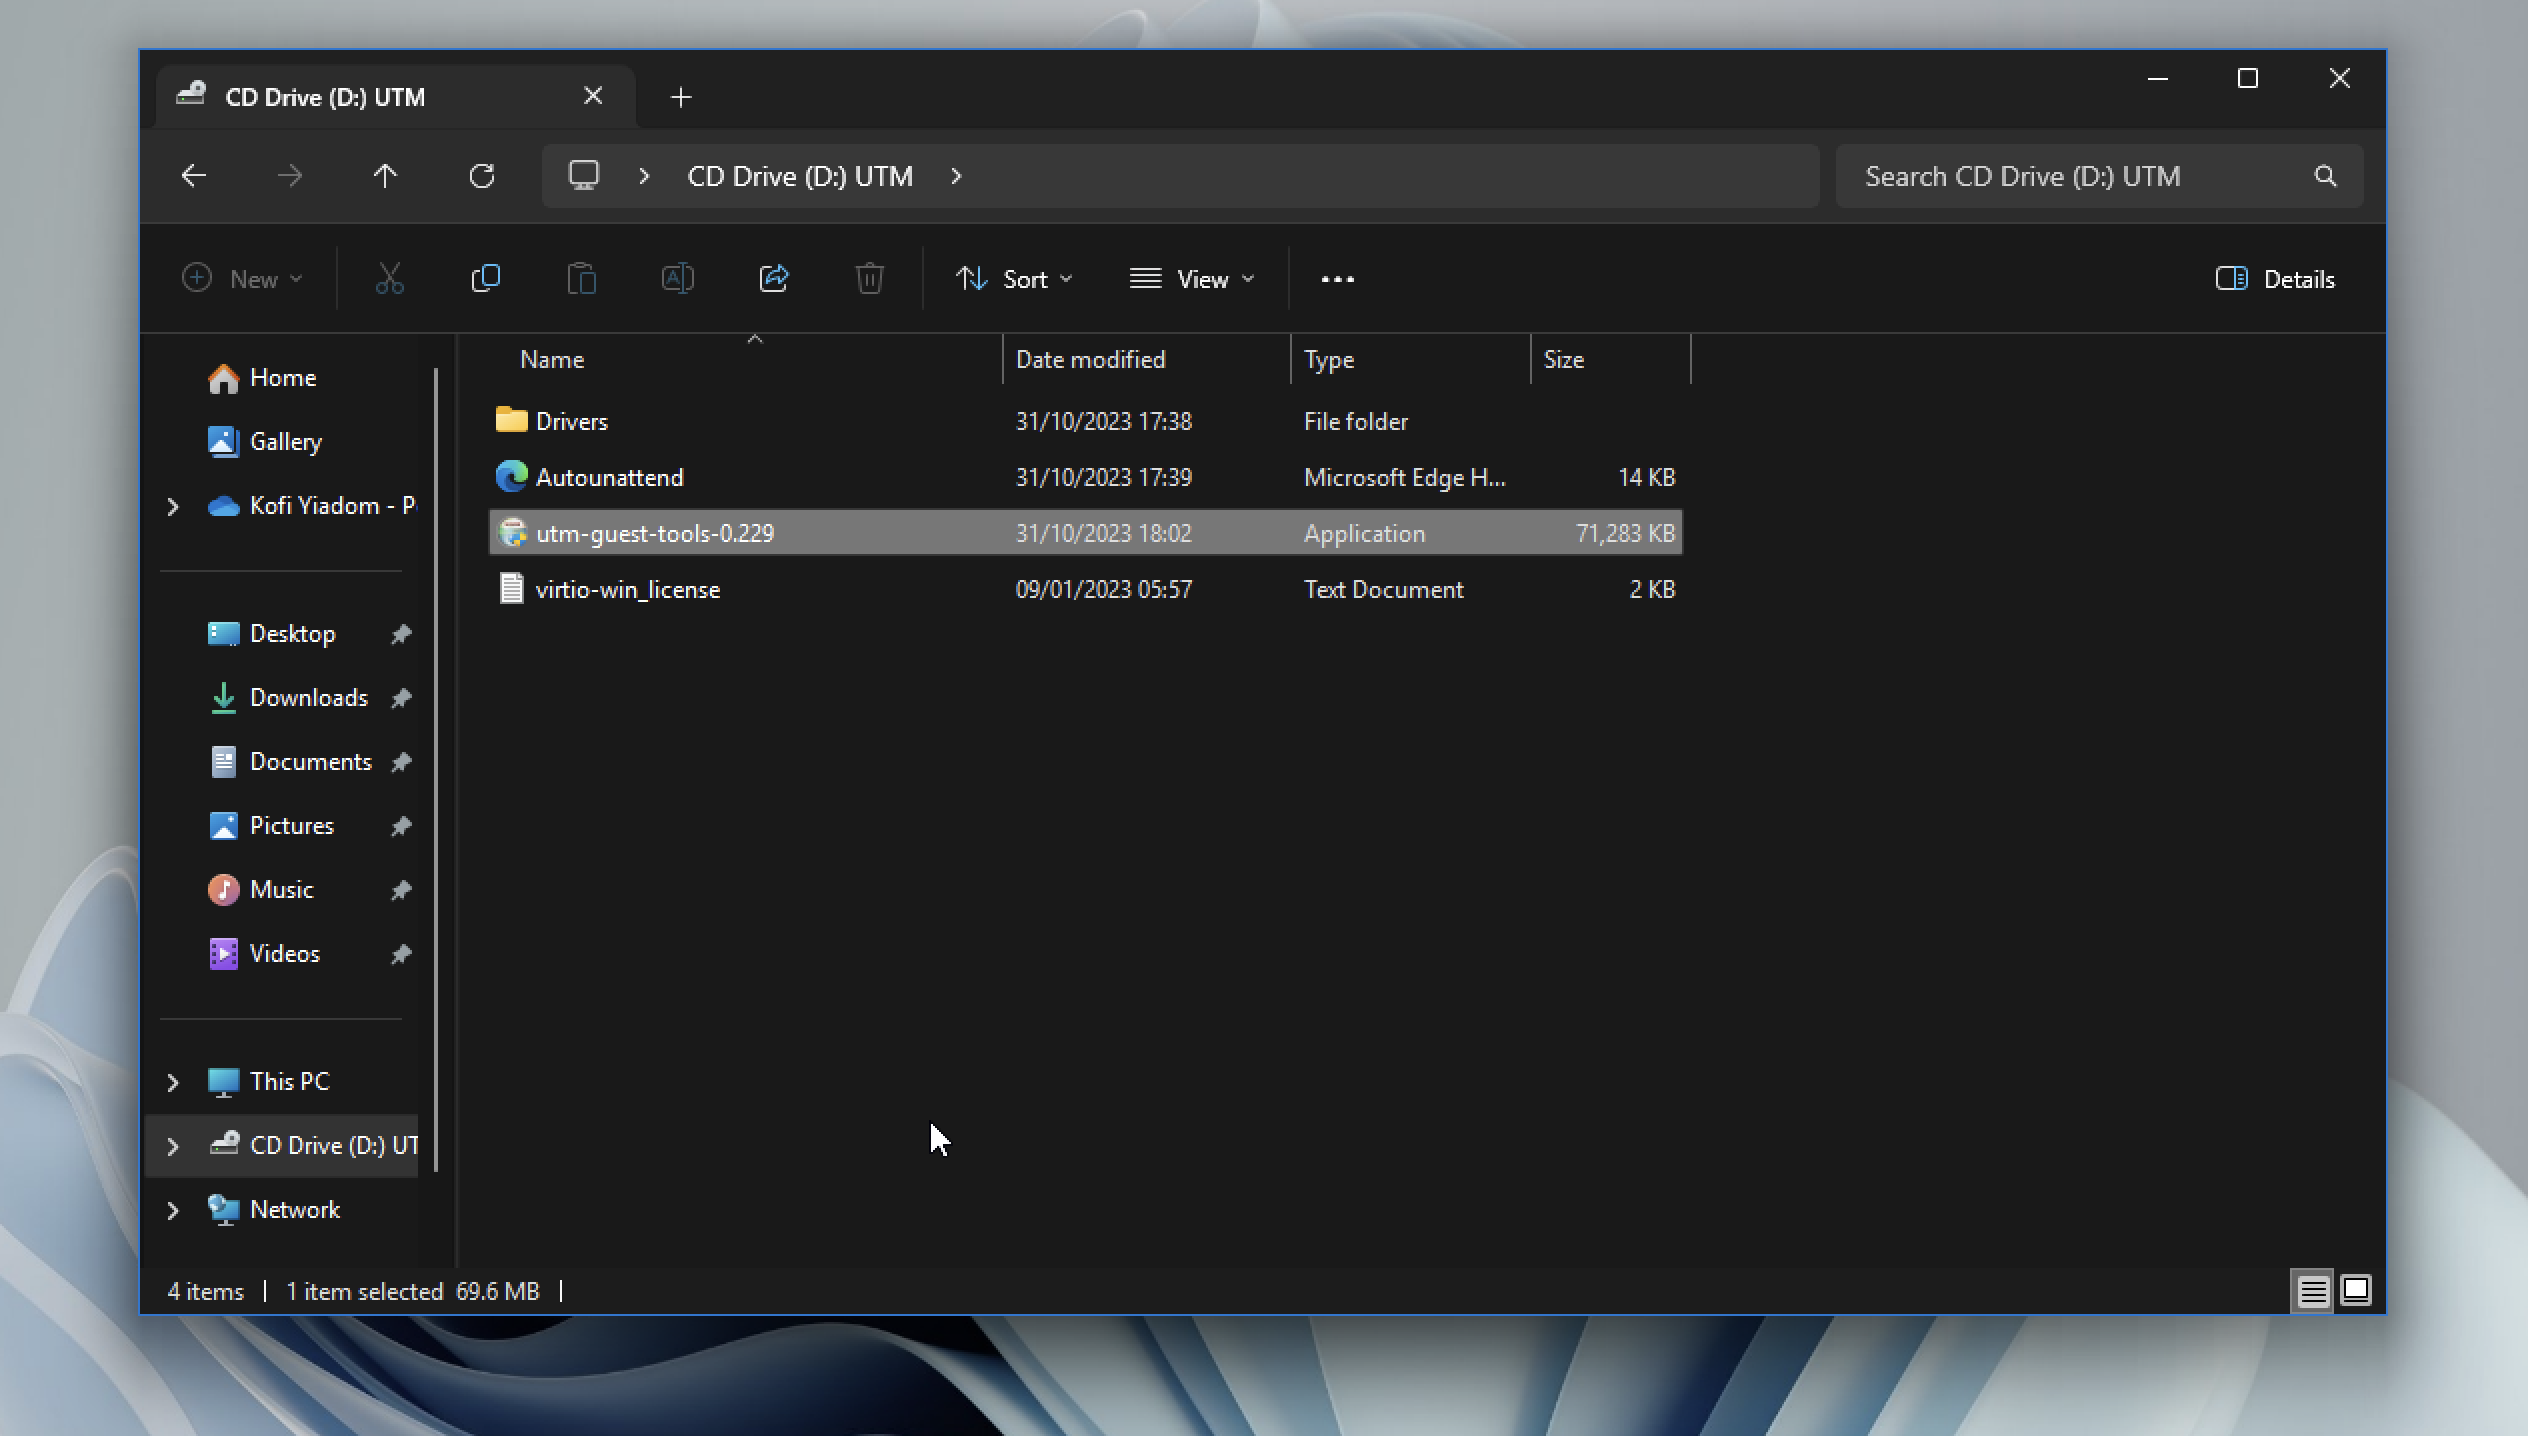 CD Drive (D:) UTM
CD Drive (D:) UTM
Search CD Drive (D:) UTM
New
Sort
View
Details
Name Date modified Type Size
Home
Gallery
Kofi Yiadom - P
Desktop
Downloads
Documents
Pictures
Music
Videos
This PC
CD Drive (D:) UT
Network
Drivers 31/10/2023 17:38 File folder
Autounattend 31/10/2023 17:39 Microsoft Edge H... 14 KB
utm-guest-tools-0.229 31/10/2023 18:02 Application 71,283 KB
virtio-win_license 09/01/2023 05:57 Text Document 2 KB
4 items 1 item selected 69.6 MB